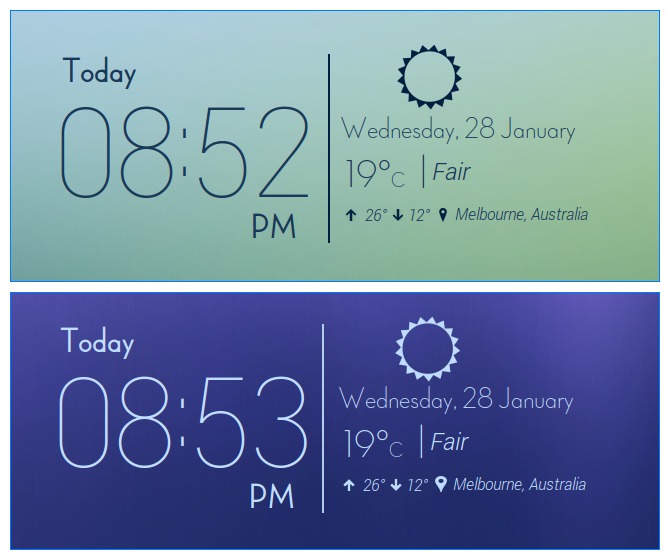 Today
08:52
PM
Wednesday, 28 January
19°C | Fair
26° 12° Melbourne, Australia
Today
08:53
PM
Wednesday, 28 January
19°C | Fair
26° 12° Melbourne, Australia